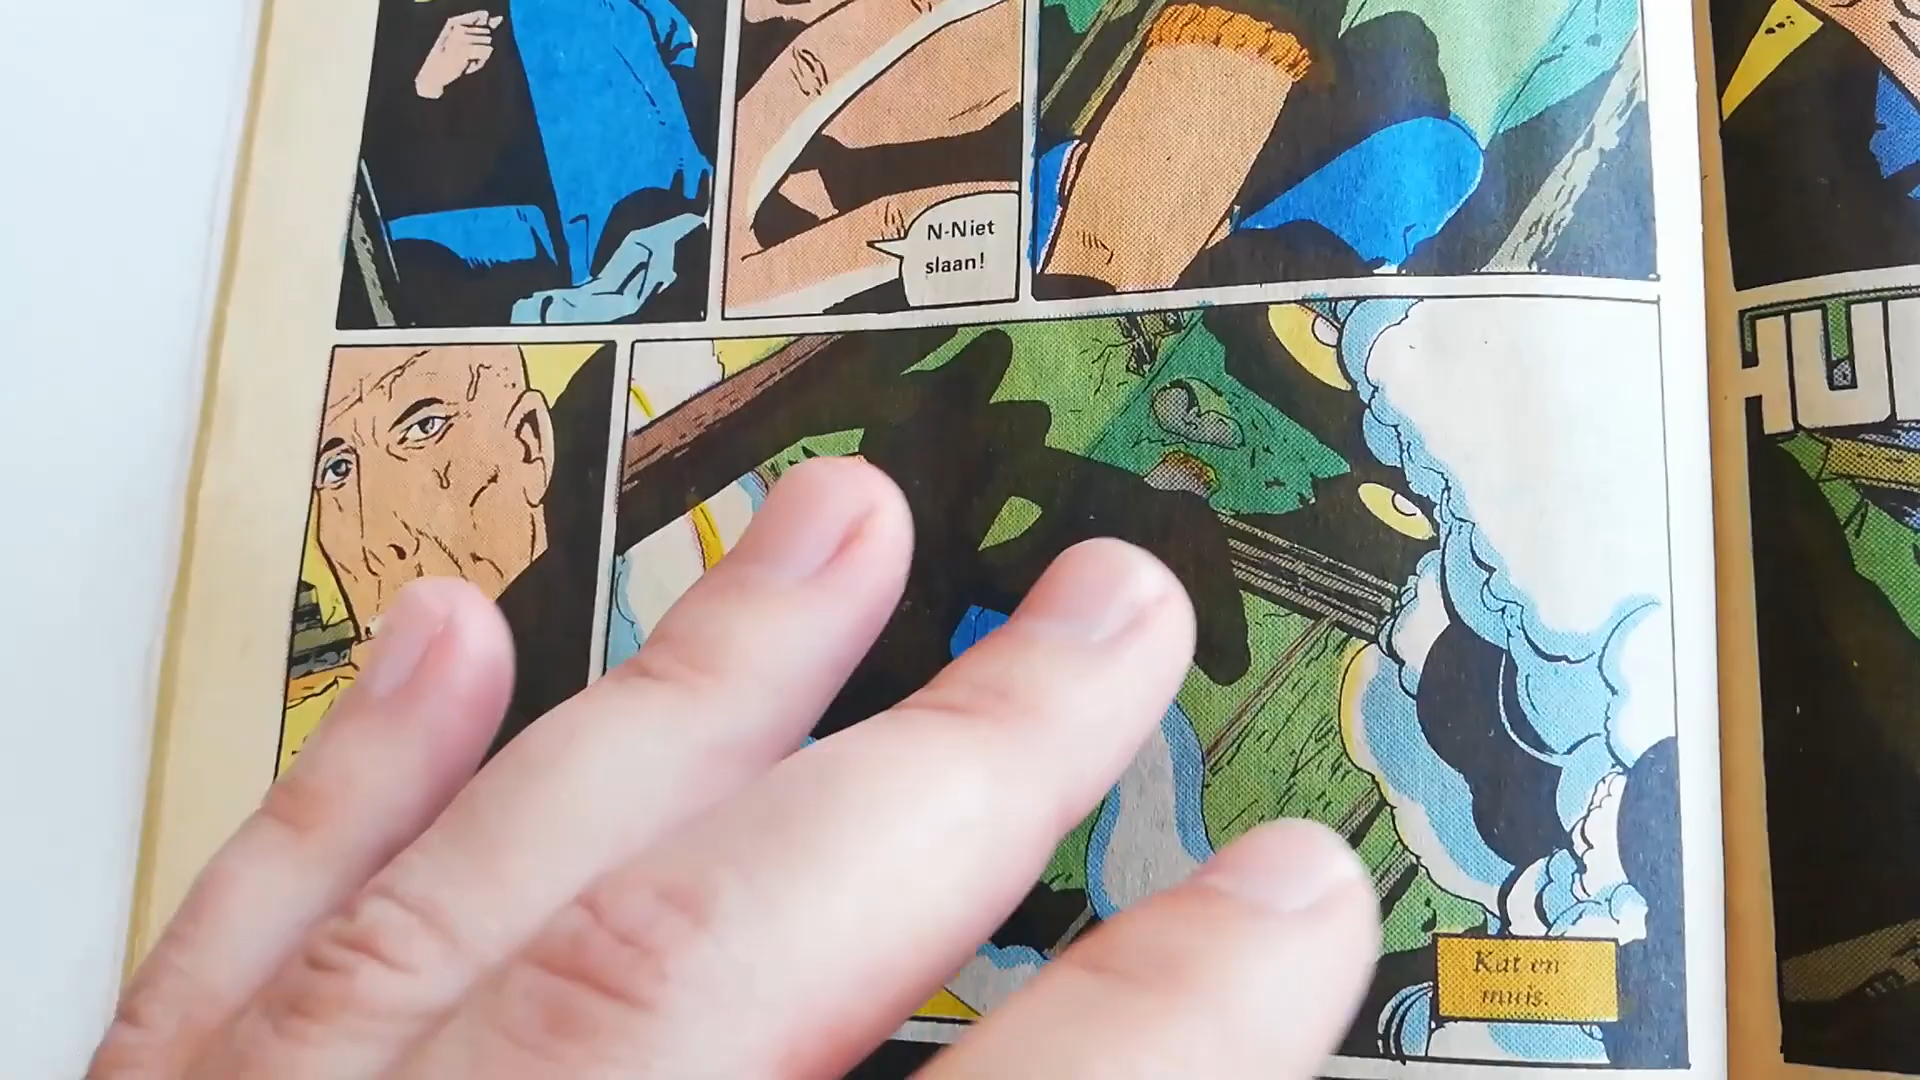 N-Niet
slaan!
Kat en
muis.
HU